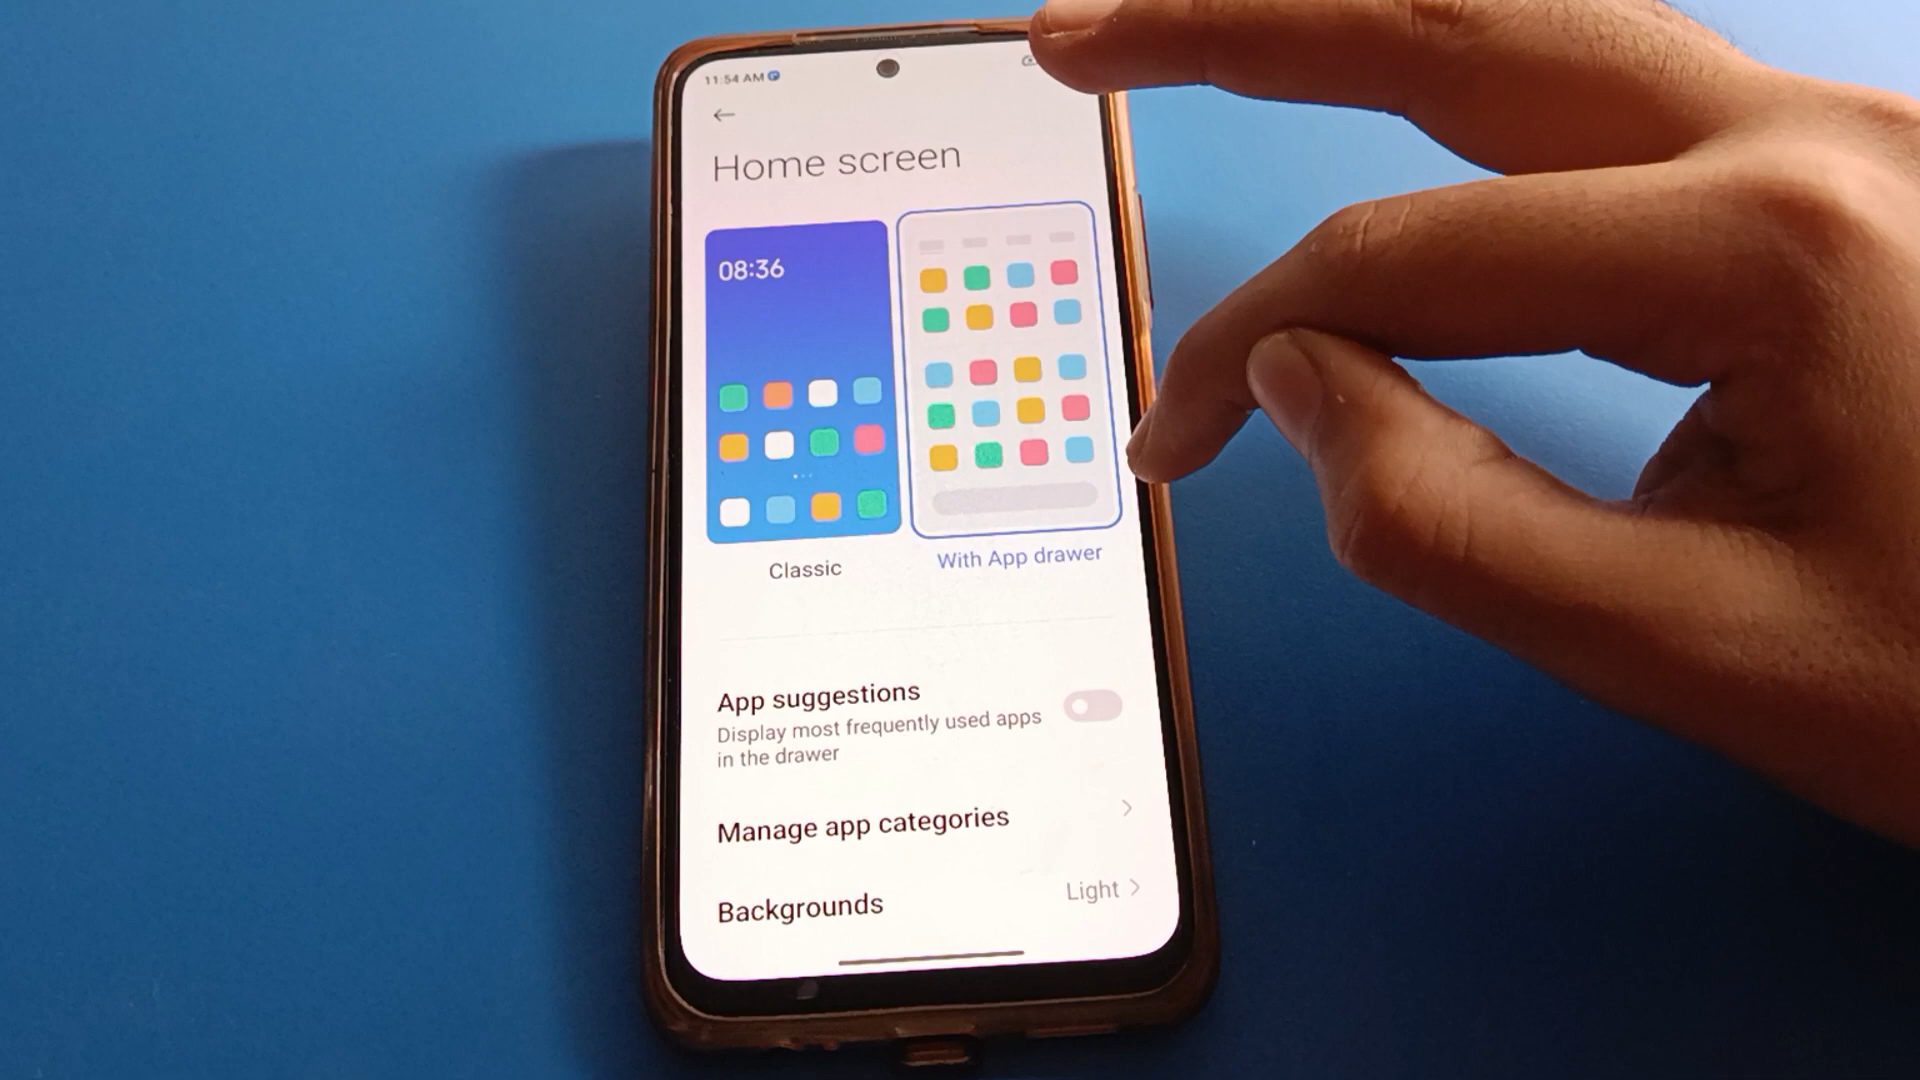 11:54 AM
Home screen
08:36
Classic
With App drawer
App suggestions
Display most frequently used apps
in the drawer
Manage app categories
Backgrounds
Light